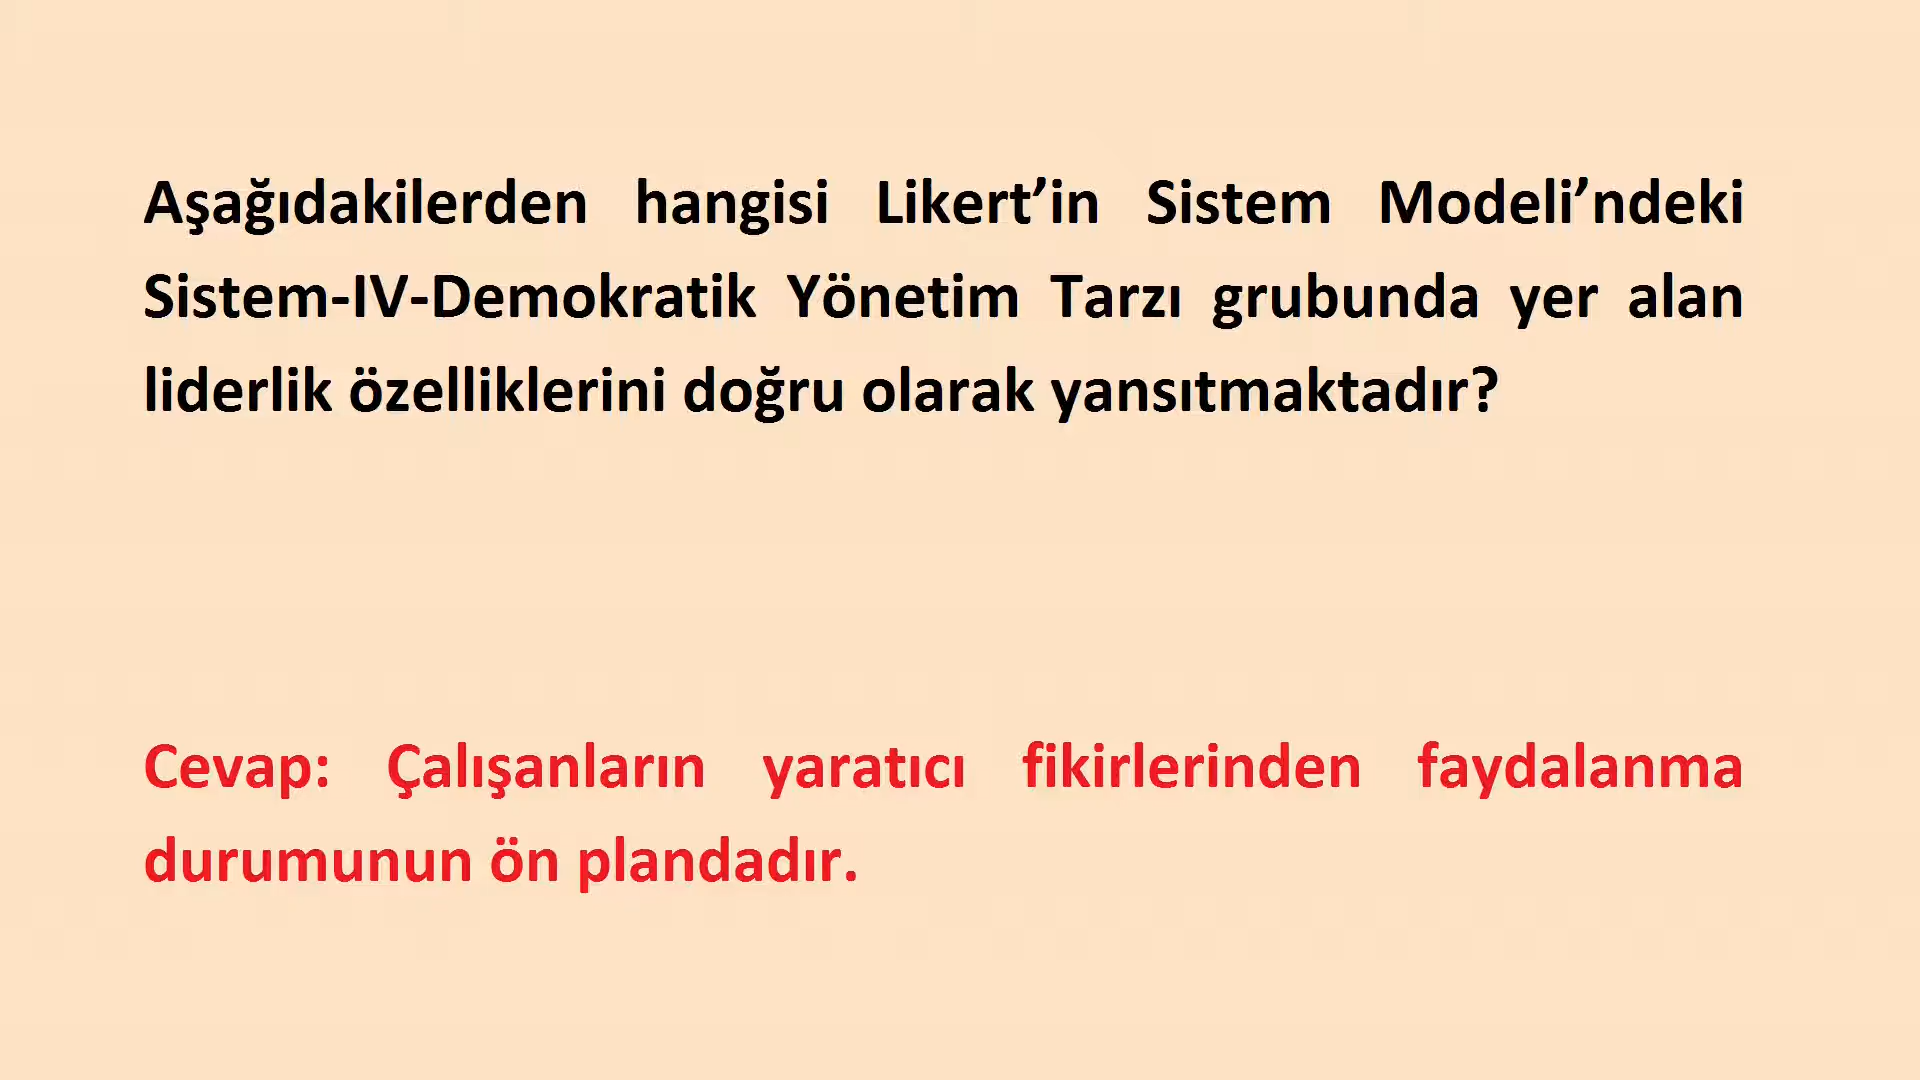 Aşağıdakilerden hangisi Likert’in Sistem Modeli’ndeki
Sistem-IV-Demokratik Yönetim Tarzı grubunda yer alan
liderlik özelliklerini doğru olarak yansıtmaktadır?
Cevap: Çalışanların yaratıcı fikirlerinden faydalanma
durumunun ön plandadır.